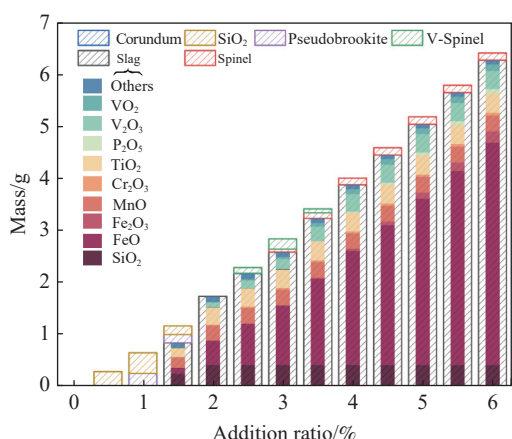 7
6
5
4
3
2
1
0
Mass/g
Corundum SiO₂ Pseudobrookite V-Spinel
Slag Spinel
Others
VO₂
V₂O₃
P₂O₅
TiO₂
Cr₂O₃
MnO
Fe₂O₃
FeO
SiO₂
0 1 2 3 4 5 6
Addition ratio/%